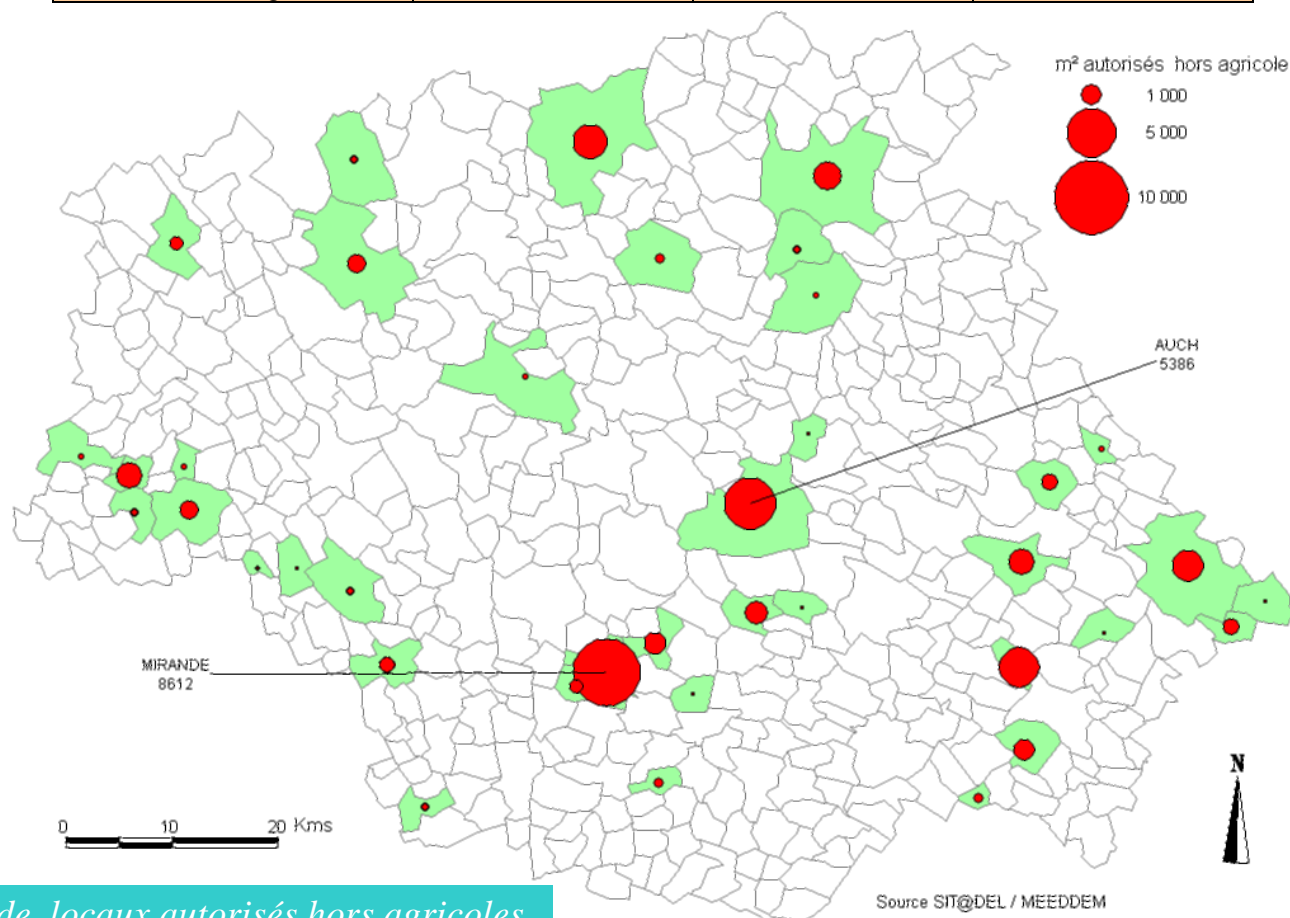 m² autorisés hors agricole
1 000
5 000
10 000
AUCH
5386
MIRANDE
8612
N
0 10 20 Kms
Source SIT@DEL / MEEDDEM
de locaux autorisés hors agricoles